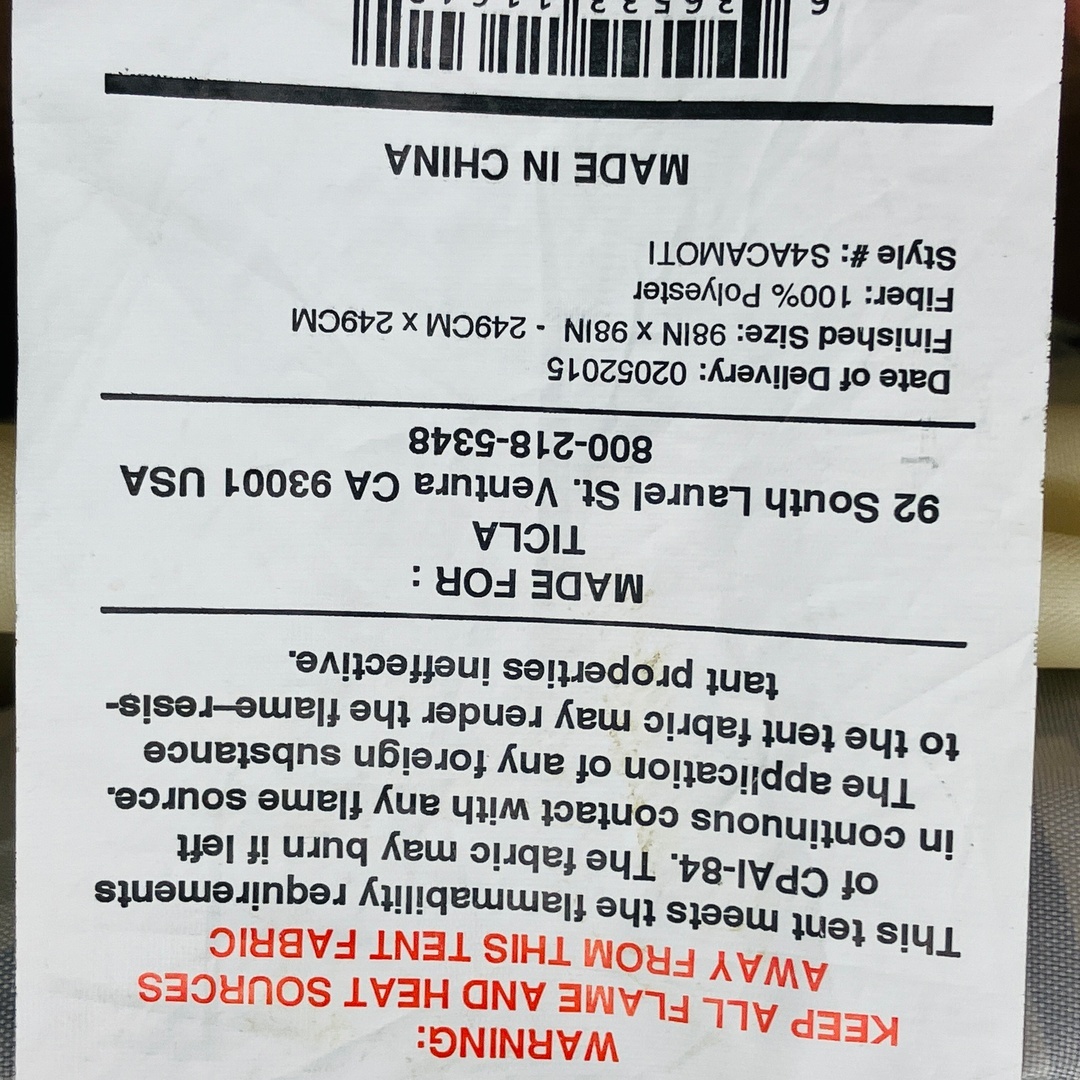 WARNING:
KEEP ALL FLAME AND HEAT SOURCES
AWAY FROM THIS TENT FABRIC
This tent meets the flammability requirements
of CPAI-84. The fabric may burn if left
in continuous contact with any flame source.
The application of any foreign substance
to the tent fabric may render the flame–resis-
tant properties ineffective.
MADE FOR :
TICLA
92 South Laurel St. Ventura CA 93001 USA
800-218-5348
Date of Delivery: 02052015
Finished Size: 98IN x 98IN - 249CM x 249CM
Fiber: 100% Polyester
Style #: S4ACAMOTI
MADE IN CHINA